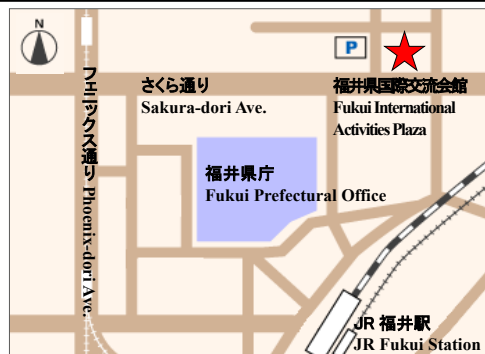 N
P
フェニックス通り Phoenix-dori Ave.
さくら通り
Sakura-dori Ave.
福井県国際交流会館
Fukui International
Activities Plaza
福井県庁
Fukui Prefectural Office
JR 福井駅
JR Fukui Station